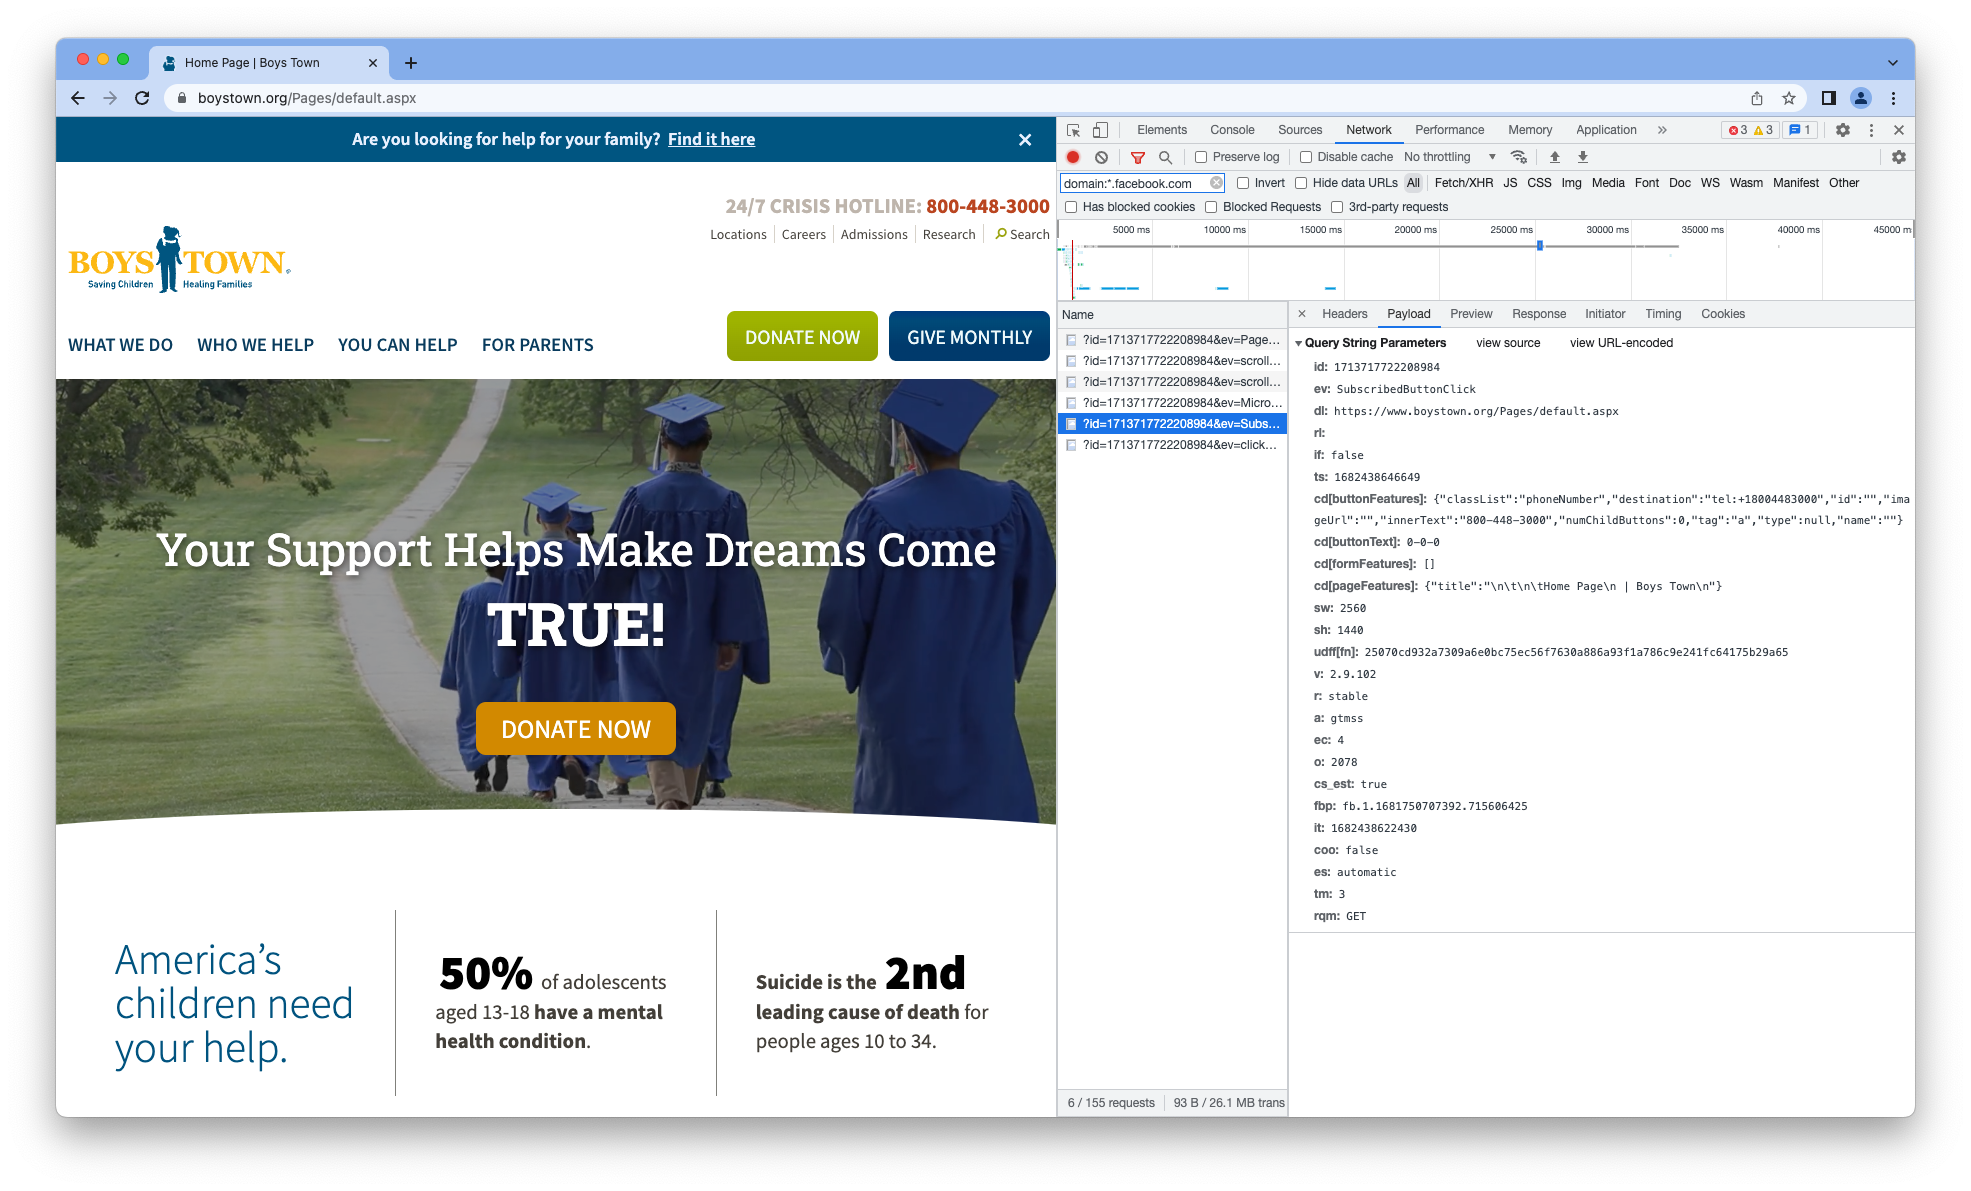 Home Page | Boys Town
boystown.org/Pages/default.aspx
Are you looking for help for your family? Find it here
24/7 CRISIS HOTLINE: 800-448-3000
Locations Careers Admissions Research Search
BOYS TOWN
Saving Children Healing Families
WHAT WE DO WHO WE HELP YOU CAN HELP FOR PARENTS
DONATE NOW GIVE MONTHLY
Your Support Helps Make Dreams Come
TRUE!
DONATE NOW
America's
children need
your help.
50% of adolescents
aged 13-18 have a mental
health condition.
Suicide is the 2nd
leading cause of death for
people ages 10 to 34.
Elements Console Sources Network Performance Memory Application » 3 3 1
Preserve log Disable cache No throttling
domain:*.facebook.com Invert Hide data URLs All Fetch/XHR JS CSS Img Media Font Doc WS Wasm Manifest Other
Has blocked cookies Blocked Requests 3rd-party requests
5000 ms 10000 ms 15000 ms 20000 ms 25000 ms 30000 ms 35000 ms 40000 ms 45000 m
Name
?id=1713717722208984&ev=Page...
?id=1713717722208984&ev=scroll...
?id=1713717722208984&ev=scroll...
?id=1713717722208984&ev=Micro...
?id=1713717722208984&ev=Subs...
?id=1713717722208984&ev=click...
6 / 155 requests 93 B / 26.1 MB trans
Headers Payload Preview Response Initiator Timing Cookies
Query String Parameters view source view URL-encoded
id: 1713717722208984
ev: SubscribedButtonClick
dl: https://www.boystown.org/Pages/default.aspx
rl:
if: false
ts: 1682438646649
cd[buttonFeatures]: {"classList":"phoneNumber","destination":"tel:+18004483000","id":"","ima
geUrl":"","innerText":"800-448-3000","numChildButtons":0,"tag":"a","type":null,"name":""}
cd[buttonText]: 0-0-0
cd[formFeatures]: []
cd[pageFeatures]: {"title":"\n\t\n\tHome Page\n | Boys Town\n"}
sw: 2560
sh: 1440
udff[fn]: 25070cd932a7309a6e0bc75ec56f7630a886a93f1a786c9e241fc64175b29a65
v: 2.9.102
r: stable
a: gtmss
ec: 4
o: 2078
cs_est: true
fbp: fb.1.1681750707392.715606425
it: 1682438622430
coo: false
es: automatic
tm: 3
rqm: GET